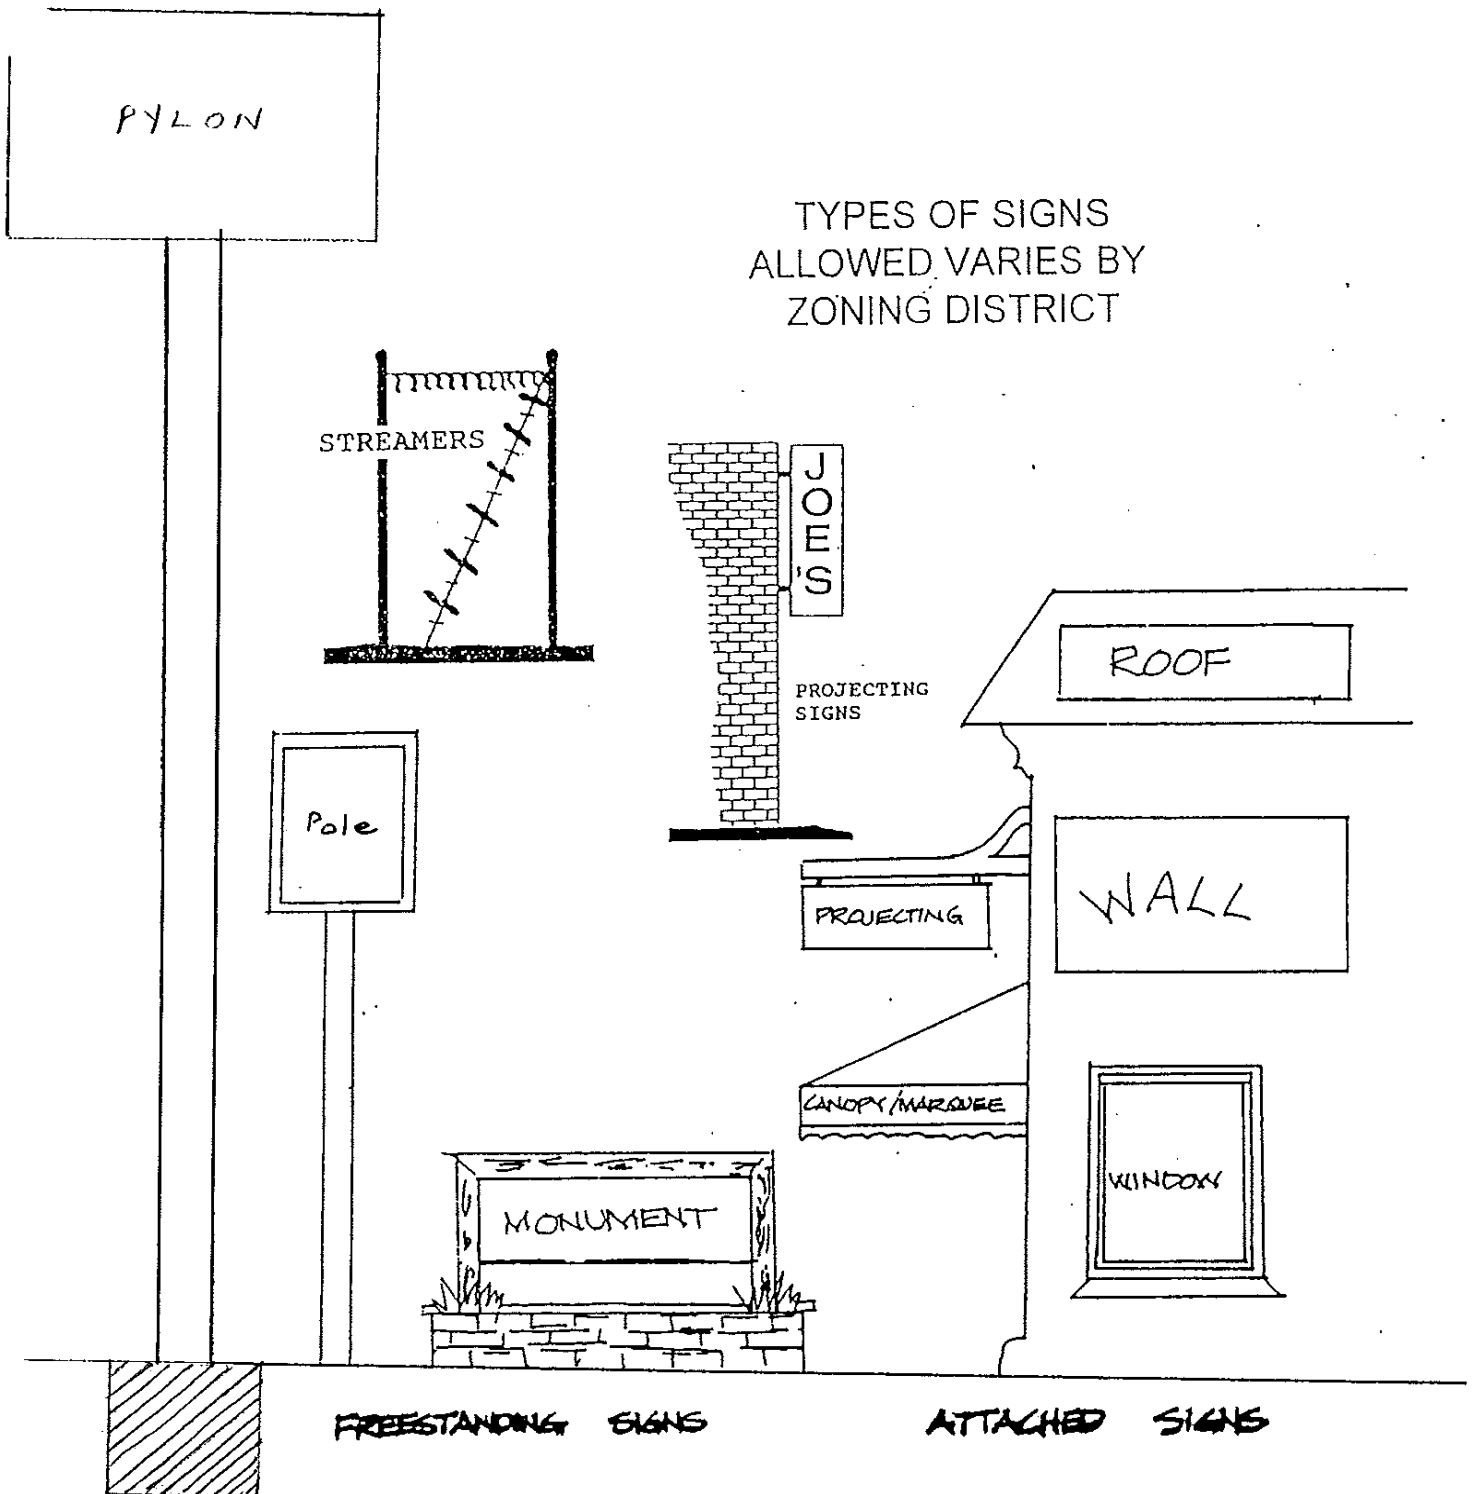 PYLON
TYPES OF SIGNS
ALLOWED VARIES BY
ZONING DISTRICT
STREAMERS
JOE'S
PROJECTING
SIGNS
ROOF
Pole
PROJECTING
WALL
CANOPY/MARQUEE
WINDOW
MONUMENT
FREESTANDING SIGNS
ATTACHED SIGNS